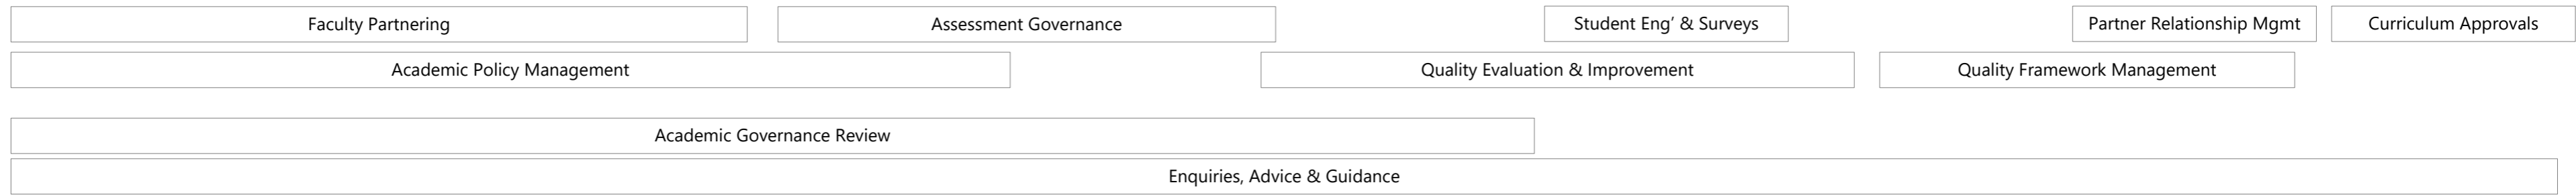 Faculty Partnering
Assessment Governance
Student Eng’ & Surveys
Partner Relationship Mgmt
Curriculum Approvals
Academic Policy Management
Quality Evaluation & Improvement
Quality Framework Management
Academic Governance Review
Enquiries, Advice & Guidance